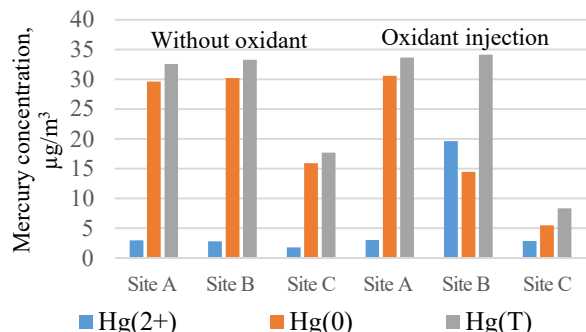 Mercury concentration,
µg/m³
40
35
30
25
20
15
10
5
0
Without oxidant
Oxidant injection
Site A Site B Site C Site A Site B Site C
Hg(2+) Hg(0) Hg(T)